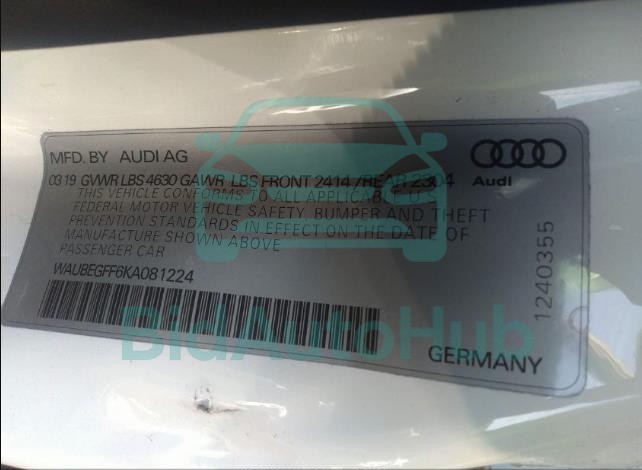 MFD. BY AUDI AG
Audi
03 19 GVWR LBS 4630 GAWR LBS FRONT 2414 /REAR 2304
THIS VEHICLE CONFORMS TO ALL APPLICABLE U.S.
FEDERAL MOTOR VEHICLE SAFETY, BUMPER AND THEFT
PREVENTION STANDARDS IN EFFECT ON THE DATE OF
MANUFACTURE SHOWN ABOVE
PASSENGER CAR
WAUBEGFF6KA081224
1240355
GERMANY
BidAutoHub